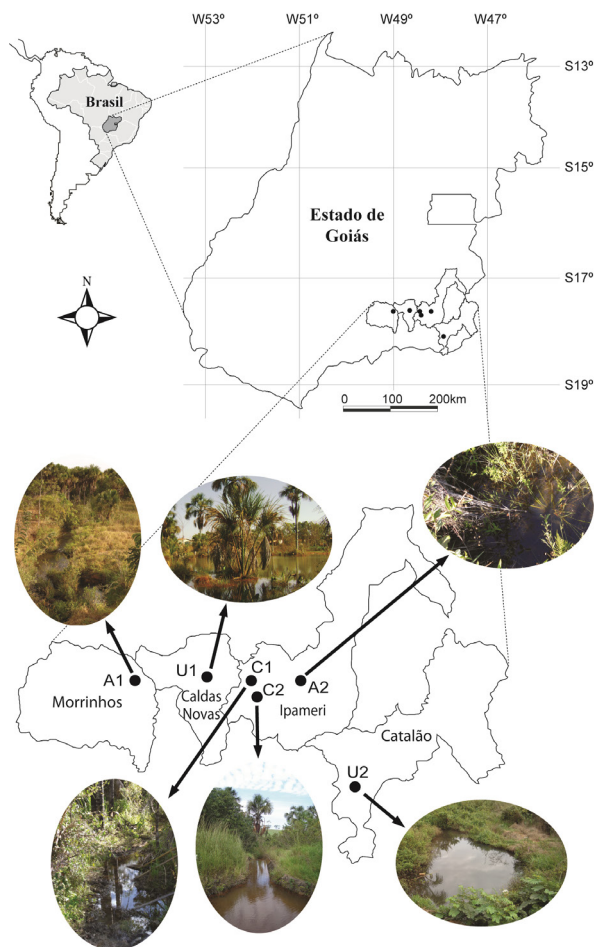 W53º
W51º
W49º
W47º
S13º
Brasil
S15º
Estado de
Goiás
N
S17º
S19º
0 100 200km
A1
U1
C1
C2
A2
Morrinhos
Caldas
Novas
Ipameri
Catalão
U2